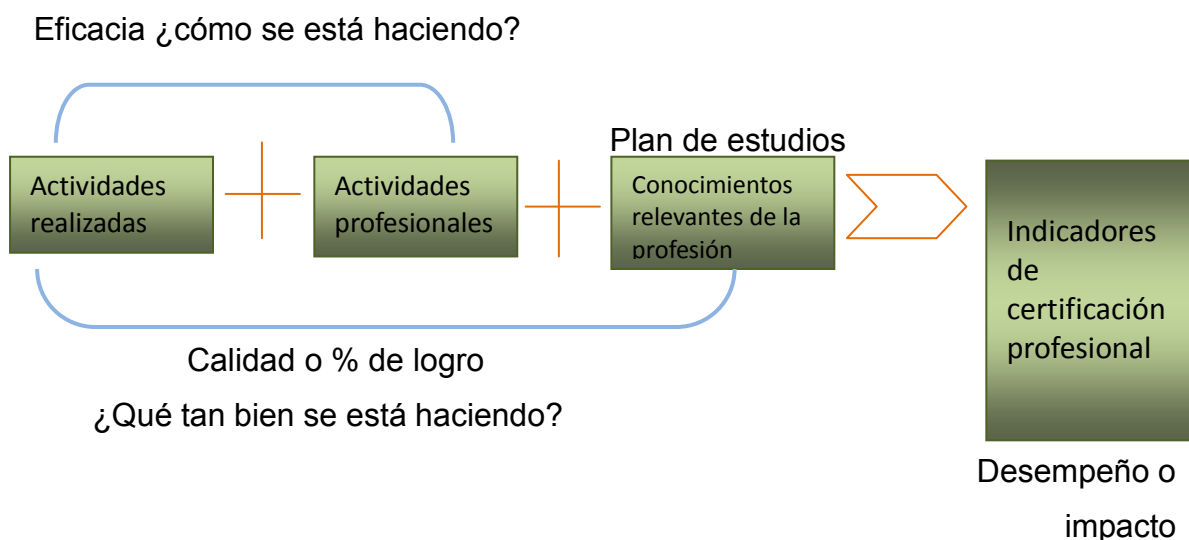 Eficacia ¿cómo se está haciendo?
Plan de estudios
Actividades
realizadas
Actividades
profesionales
Conocimientos
relevantes de la
profesión
Indicadores
de
certificación
profesional
Calidad o % de logro
¿Qué tan bien se está haciendo?
Desempeño o
impacto